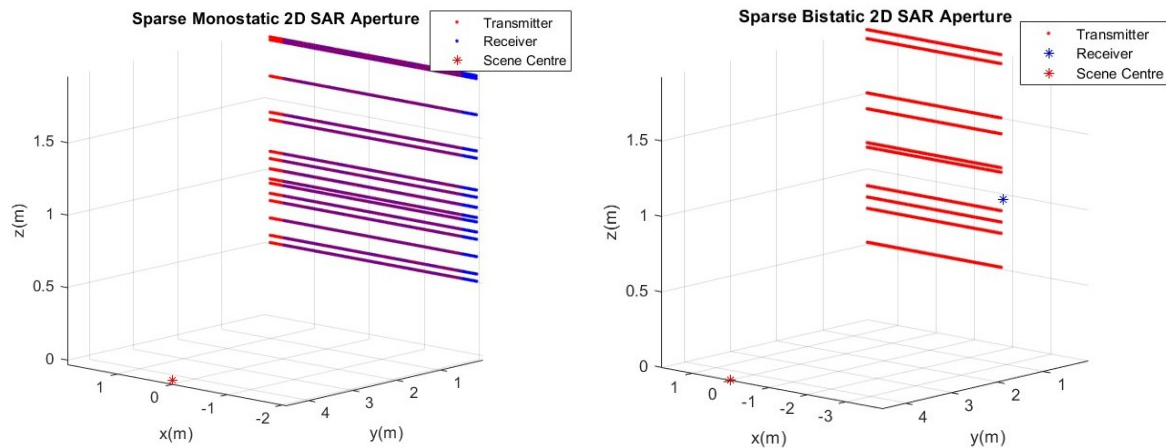 Sparse Monostatic 2D SAR Aperture
Transmitter
Receiver
Scene Centre
1.5
1
0.5
0
z(m)
1
0
-1
-2
x(m)
4
3
2
1
y(m)
Sparse Bistatic 2D SAR Aperture
Transmitter
Receiver
Scene Centre
1.5
1
0.5
0
z(m)
1
0
-1
-2
-3
x(m)
4
3
2
1
y(m)